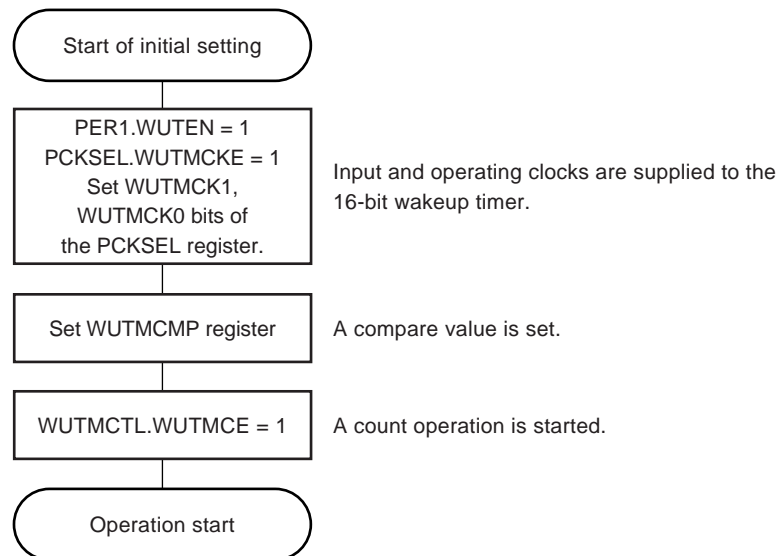 Start of initial setting
PER1.WUTEN = 1
PCKSEL.WUTMCKE = 1
Set WUTMCK1,
WUTMCK0 bits of
the PCKSEL register.
Input and operating clocks are supplied to the
16-bit wakeup timer.
Set WUTMCMP register
A compare value is set.
WUTMCTL.WUTMCE = 1
A count operation is started.
Operation start